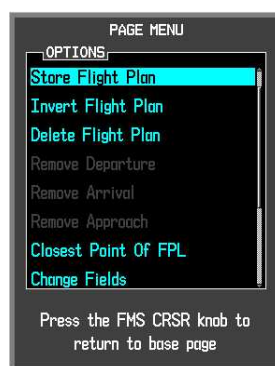 PAGE MENU
OPTIONS
Store Flight Plan
Invert Flight Plan
Delete Flight Plan
Remove Departure
Remove Arrival
Remove Approach
Closest Point Of FPL
Change Fields
Press the FMS CRSR knob to
return to base page